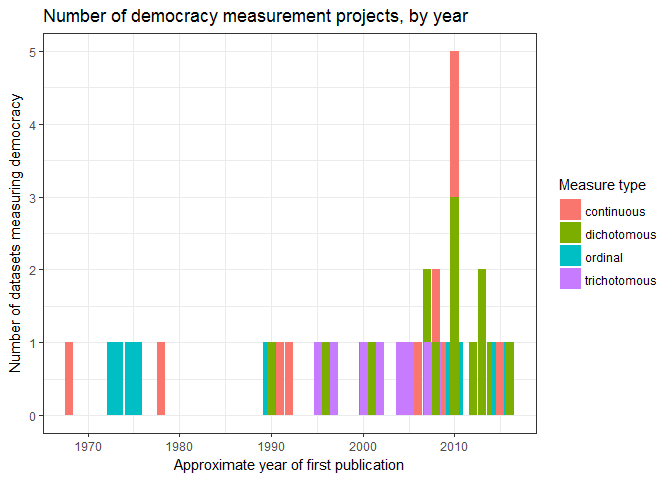 Number of democracy measurement projects, by year
5
4
3
2
1
0
Number of datasets measuring democracy
1970 1980 1990 2000 2010
Approximate year of first publication
Measure type
continuous
dichotomous
ordinal
trichotomous